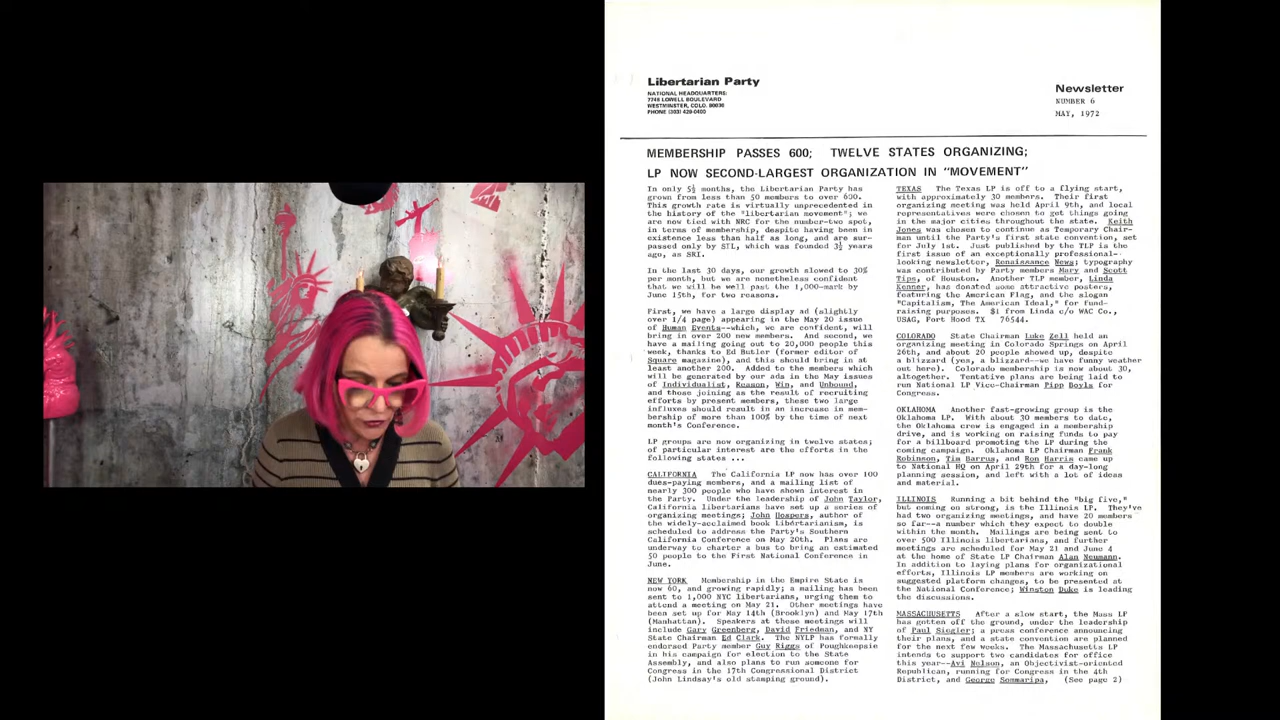 Libertarian Party
NATIONAL HEADQUARTERS:
7748 LOWELL BOULEVARD
WESTMINSTER, COLO. 80030
PHONE (303) 429-0400
Newsletter
NUMBER 6
MAY, 1972
MEMBERSHIP PASSES 600; TWELVE STATES ORGANIZING;
LP NOW SECOND-LARGEST ORGANIZATION IN "MOVEMENT"
In only 5½ months, the Libertarian Party has
grown from less than 50 members to over 600.
This growth rate is virtually unprecedented in
the history of the "libertarian movement"; we
are now tied with NRC for the number-two spot,
in terms of membership, despite having been in
existence less than half as long, and are sur-
passed only by STL, which was founded 3½ years
ago, as SRI.
In the last 30 days, our growth slowed to 30%
per month, but we are nonetheless confident
that we will be well past the 1,000-mark by
June 15th, for two reasons.
First, we have a large display ad (slightly
over 1/4 page) appearing in the May 20 issue
of Human Events--which, we are confident, will
bring in over 200 new members. And second, we
have a mailing going out to 20,000 people this
week, thanks to Ed Butler (former editor of
Square magazine), and this should bring in at
least another 200. Added to the members which
will be generated by our ads in the May issues
of Individualist, Reason, Win, and Unbound,
and those joining as the result of recruiting
efforts by present members, these two large
influxes should result in an increase in mem-
bership of more than 100% by the time of next
month's Conference.
LP groups are now organizing in twelve states;
of particular interest are the efforts in the
following states ...
CALIFORNIA The California LP now has over 100
dues-paying members, and a mailing list of
nearly 300 people who have shown interest in
the Party. Under the leadership of John Taylor,
California libertarians have set up a series of
organizing meetings; John Hospers, author of
the widely-acclaimed book Libertarianism, is
scheduled to address the Party's Southern
California Conference on May 20th. Plans are
underway to charter a bus to bring an estimated
50 people to the First National Conference in
June.
NEW YORK Membership in the Empire State is
now 60, and growing rapidly; a mailing has been
sent to 1,000 NYC libertarians, urging them to
attend a meeting on May 21. Other meetings have
been set up for May 14th (Brooklyn) and May 17th
(Manhattan). Speakers at these meetings will
include Gary Greenberg, David Friedman, and NY
State Chairman Ed Clark. The NYLP has formally
endorsed Party member Guy Riggs of Poughkeepsie
in his campaign for election to the State
Assembly, and also plans to run someone for
Congress in the 17th Congressional District
(John Lindsay's old stamping ground).
TEXAS The Texas LP is off to a flying start,
with approximately 30 members. Their first
organizing meeting was held April 9th, and local
representatives were chosen to get things going
in the major cities throughout the state. Keith
Jones was chosen to continue as Temporary Chair-
man until the Party's first state convention, set
for July 1st. Just published by the TLP is the
first issue of an exceptionally professional-
looking newsletter, Renaissance News; typography
was contributed by Party members Mary and Scott
Tips, of Houston. Another TLP member, Linda
Kenner, has donated some attractive posters,
featuring the American Flag, and the slogan
"Capitalism, The American Ideal," for fund-
raising purposes. $1 from Linda c/o WAC Co.,
USAG, Fort Hood TX 76544.
COLORADO State Chairman Luke Zell held an
organizing meeting in Colorado Springs on April
26th, and about 20 people showed up, despite
a blizzard (yes, a blizzard--we have funny weather
out here). Colorado membership is now about 30,
altogether. Tentative plans are being laid to
run National LP Vice-Chairman Pipp Boyls for
Congress.
OKLAHOMA Another fast-growing group is the
Oklahoma LP. With about 30 members to date,
the Oklahoma crew is engaged in a membership
drive, and is working on raising funds to pay
for a billboard promoting the LP during the
coming campaign. Oklahoma LP Chairman Frank
Robinson, Tim Barrus, and Ron Harris came up
to National HQ on April 29th for a day-long
planning session, and left with a lot of ideas
and material.
ILLINOIS Running a bit behind the "big five,"
but coming on strong, is the Illinois LP. They've
had two organizing meetings, and have 20 members
so far--a number which they expect to double
within the month. Mailings are being sent to
over 500 Illinois libertarians, and further
meetings are scheduled for May 21 and June 4
at the home of State LP Chairman Alan Neumann.
In addition to laying plans for organizational
efforts, Illinois LP members are working on
suggested platform changes, to be presented at
the National Conference; Winston Duke is leading
the discussions.
MASSACHUSETTS After a slow start, the Mass LP
has gotten off the ground, under the leadership
of Paul Siegler; a press conference announcing
their plans, and a state convention are planned
for the next few weeks. The Massachusetts LP
intends to support two candidates for office
this year--Avi Nelson, an Objectivist-oriented
Republican, running for Congress in the 4th
District, and George Sommaripa, (See page 2)